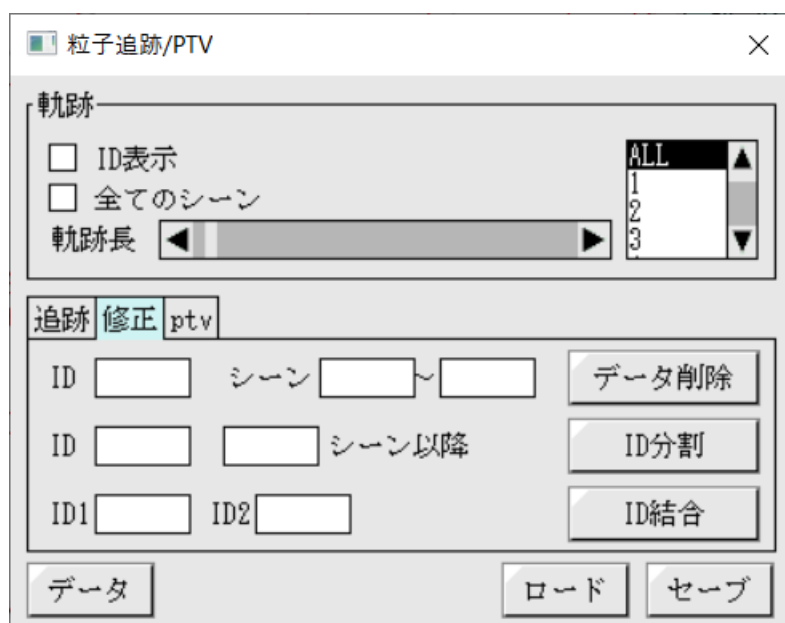 粒子追跡/PTV
軌跡
ID表示
全てのシーン
軌跡長
ALL
1
2
3
追跡 修正 ptv
ID シーン ~ データ削除
ID シーン以降 ID分割
ID1 ID2 ID結合
データ ロード セーブ